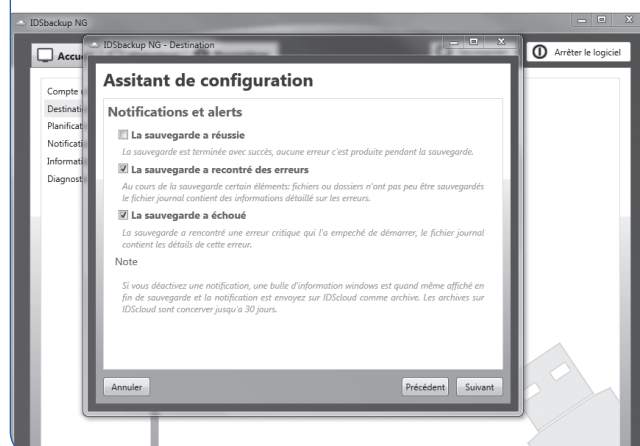 IDSbackup NG
IDSbackup NG - Destination
Accu
Arrêter le logiciel
Compte u
Destinati
Planificat
Notificati
Informati
Diagnost
Assitant de configuration
Notifications et alerts
La sauvegarde a réussie
La sauvegarde est terminée avec succès, aucune erreur c'est produite pendant la sauvegarde.
La sauvegarde a recontré des erreurs
Au cours de la sauvegarde certain éléments: fichiers ou dossiers n'ont pas peu être sauvegardés
le fichier journal contient des informations détaillé sur les erreurs.
La sauvegarde a échoué
La sauvegarde a rencontré une erreur critique qui l'a empeché de démarrer, le fichier journal
contient les détails de cette erreur.
Note
Si vous déactivez une notification, une bulle d'information windows est quand même affiché en
fin de sauvegarde et la notification est envoyez sur IDScloud comme archive. Les archives sur
IDScloud sont concerver jusqu'a 30 jours.
Annuler
Précédent
Suivant